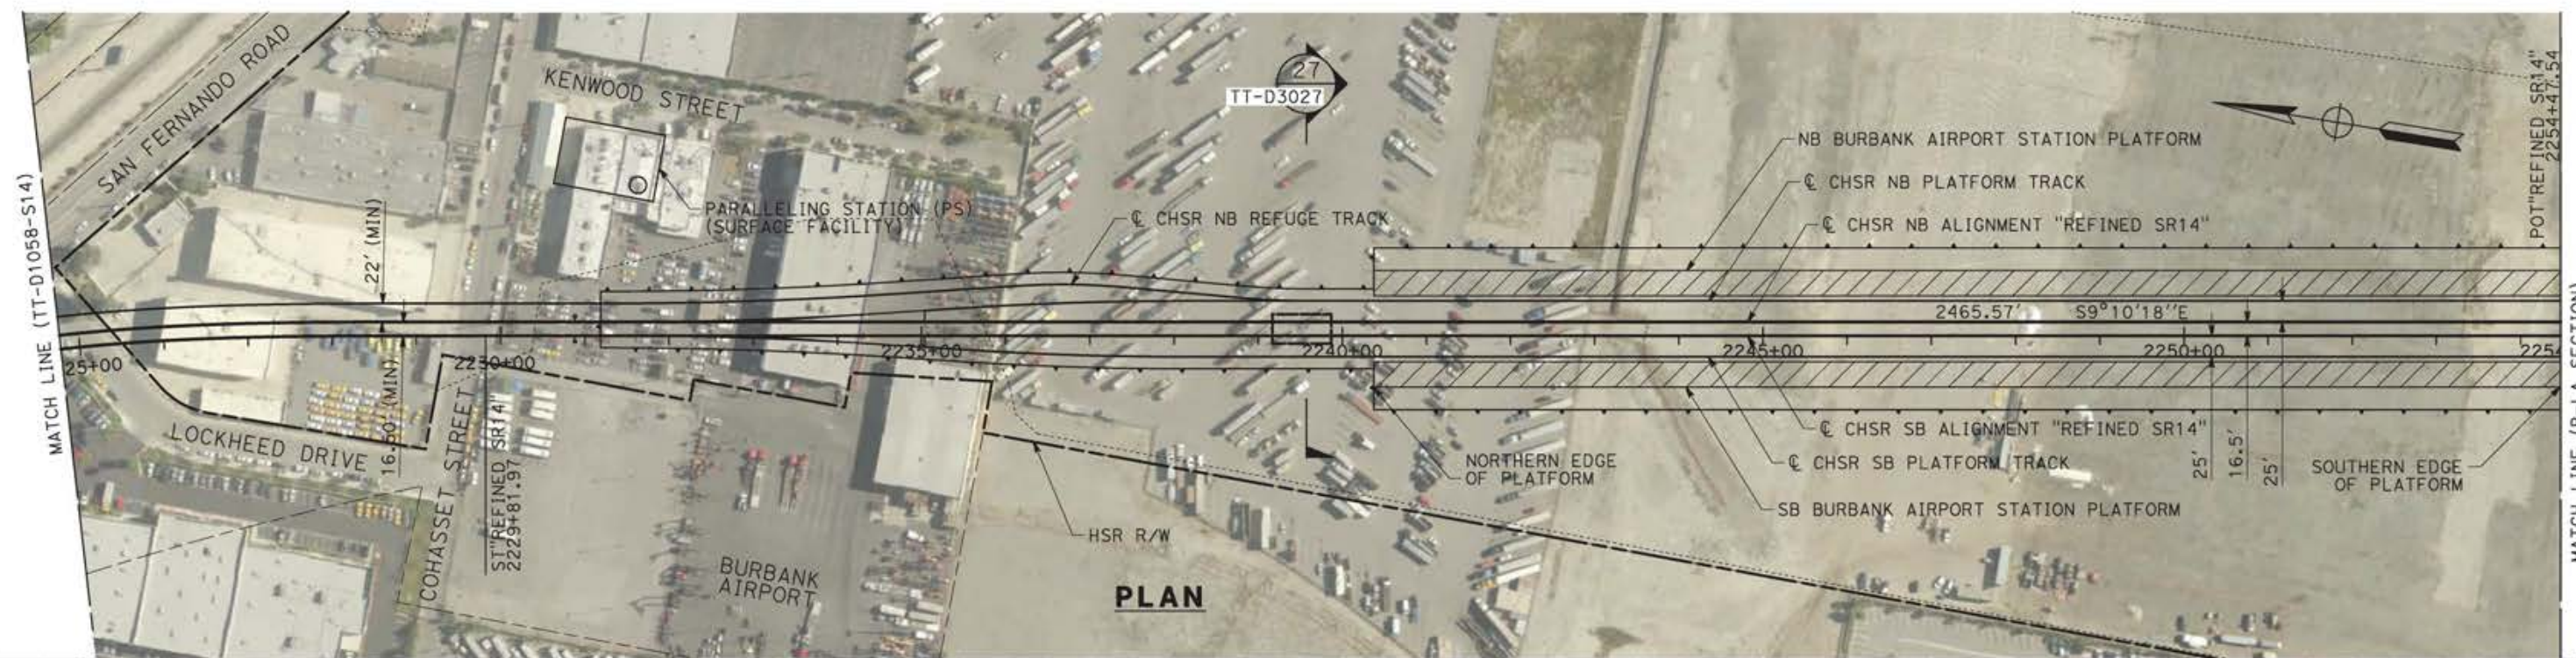 SAN FERNANDO ROAD
KENWOOD STREET
27
TT-D3027
POT"REFINED SR14"
2254+47.54
NB BURBANK AIRPORT STATION PLATFORM
℄ CHSR NB PLATFORM TRACK
℄ CHSR NB ALIGNMENT "REFINED SR14"
MATCH LINE (TT-D1058-S14)
22' (MIN)
PARALLELING STATION (PS)
(SURFACE FACILITY)
℄ CHSR NB REFUGE TRACK
2465.57'
S9°10'18''E
25+00
2230+00
2235+00
2240+00
2245+00
2250+00
2254
16.50' (MIN)
LOCKHEED DRIVE
COHASSET STREET
ST"REFINED SR14"
2229+81.97
BURBANK
AIRPORT
HSR R/W
NORTHERN EDGE
OF PLATFORM
℄ CHSR SB ALIGNMENT "REFINED SR14"
℄ CHSR SB PLATFORM TRACK
SB BURBANK AIRPORT STATION PLATFORM
25'
16.5'
25'
SOUTHERN EDGE
OF PLATFORM
PLAN